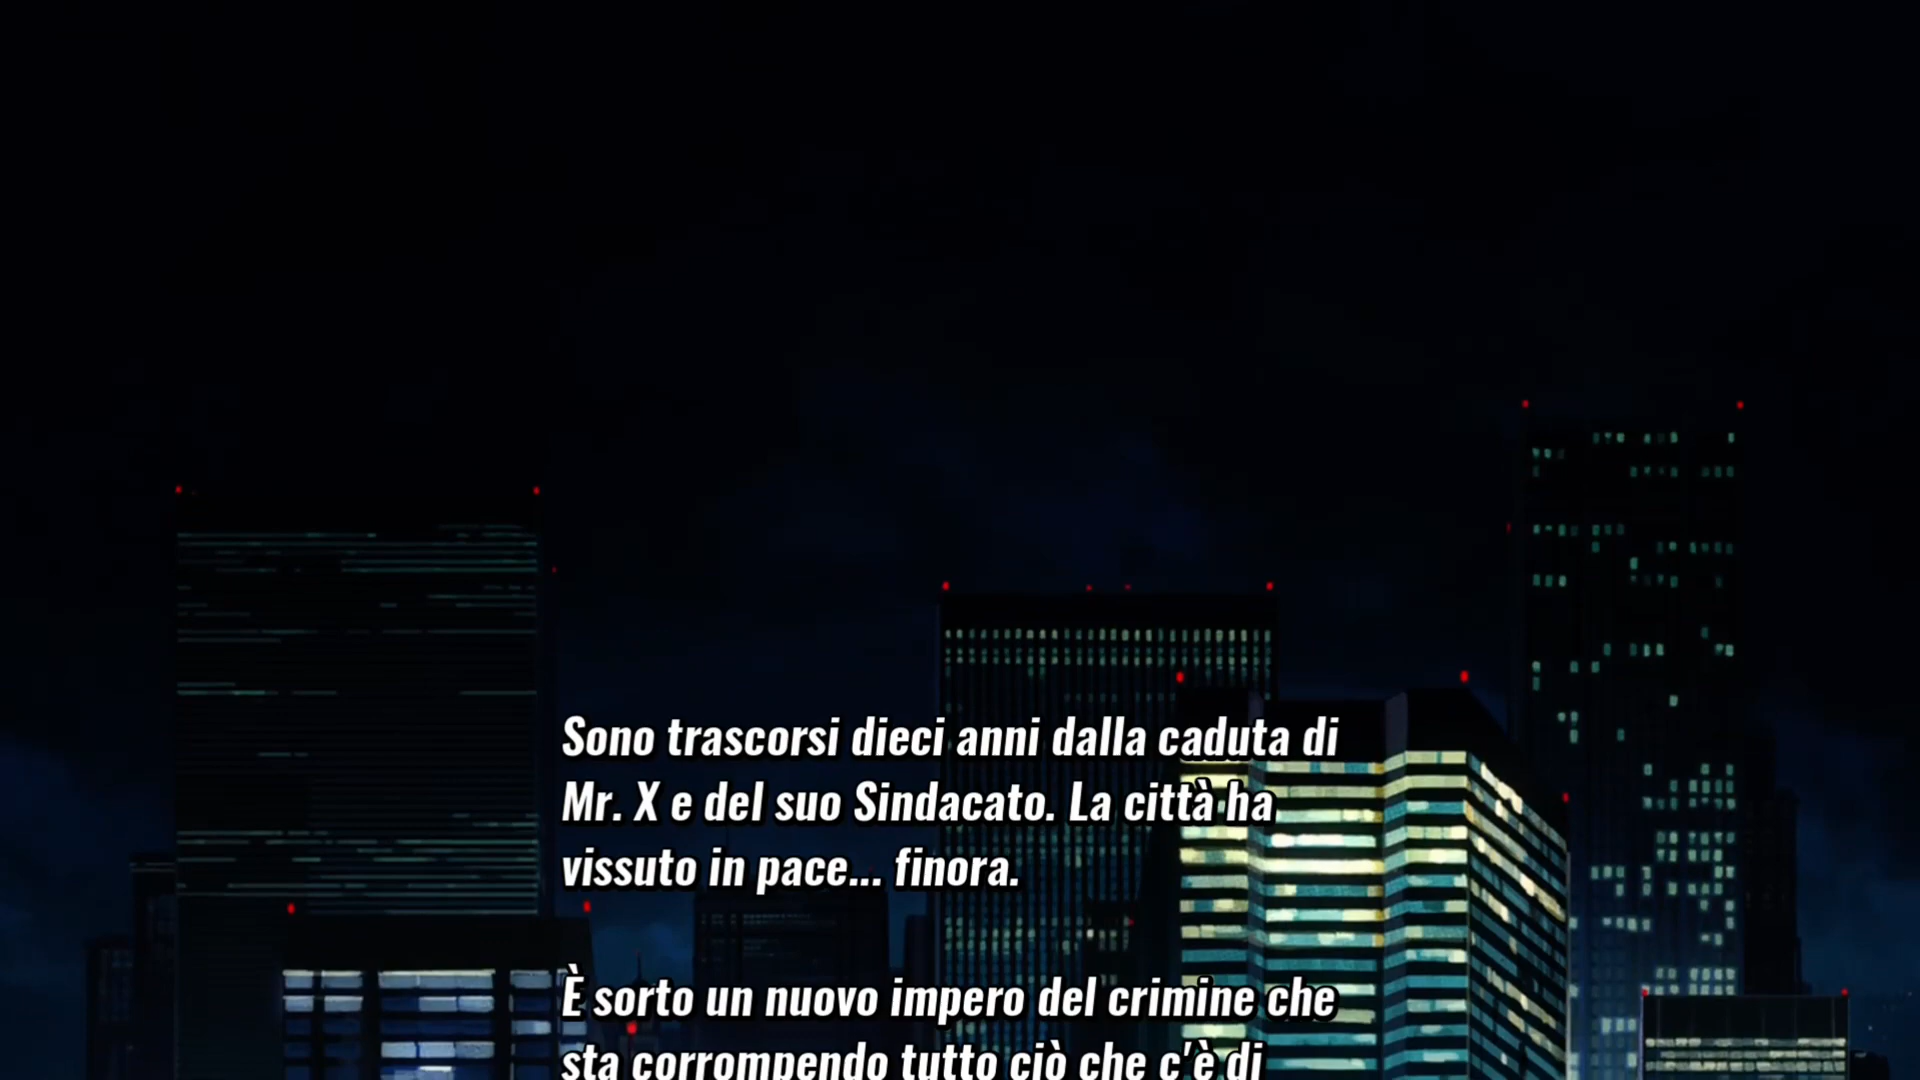 Sono trascorsi dieci anni dalla caduta di
Mr. X e del suo Sindacato. La città ha
vissuto in pace... finora.
È sorto un nuovo impero del crimine che
sta corrompendo tutto ciò che c'è di